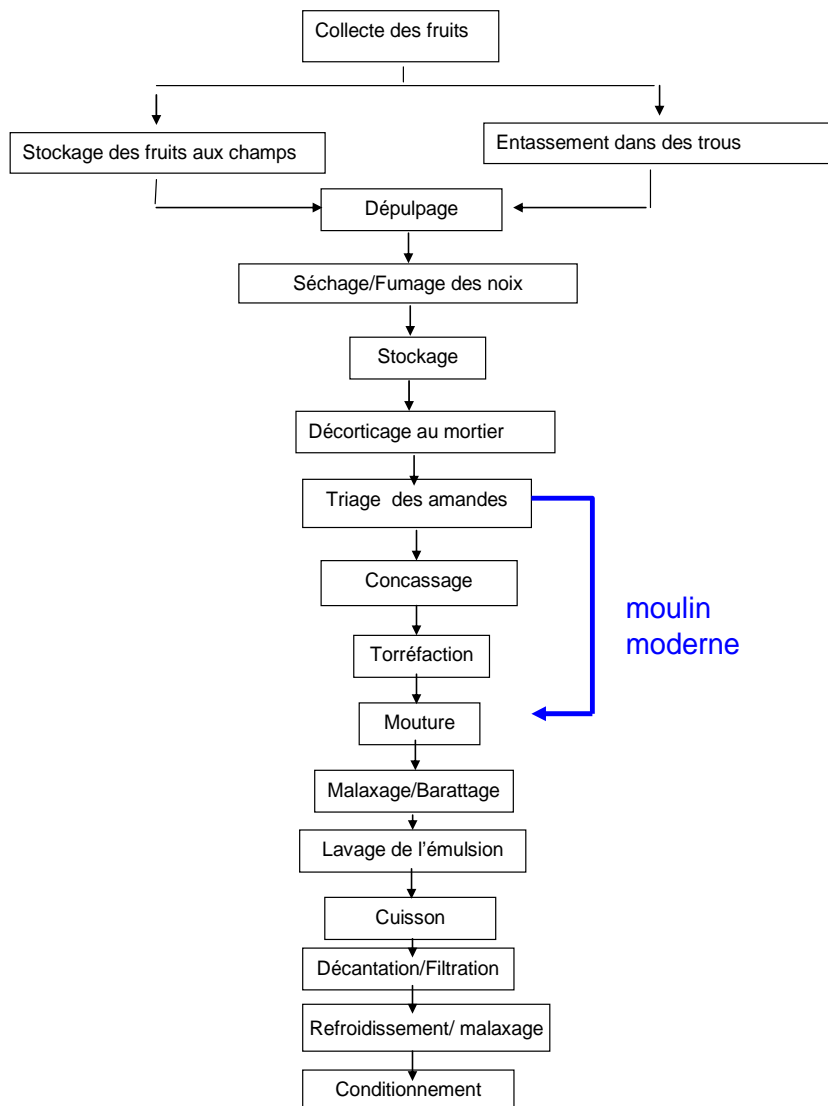 Collecte des fruits
Stockage des fruits aux champs
Entassement dans des trous
Dépulpage
Séchage/Fumage des noix
Stockage
Décorticage au mortier
Triage des amandes
Concassage
moulin
moderne
Torréfaction
Mouture
Malaxage/Barattage
Lavage de l'émulsion
Cuisson
Décantation/Filtration
Refroidissement/ malaxage
Conditionnement